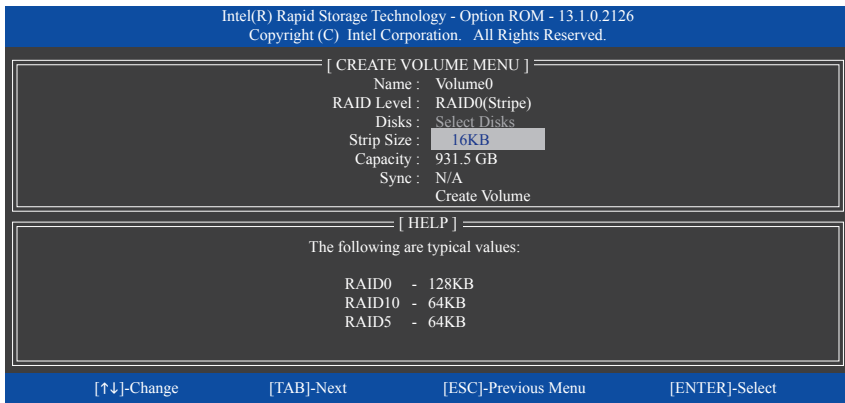 Intel(R) Rapid Storage Technology - Option ROM - 13.1.0.2126
Copyright (C) Intel Corporation. All Rights Reserved.
[ CREATE VOLUME MENU ]
Name : Volume0
RAID Level : RAID0(Stripe)
Disks : Select Disks
Strip Size : 16KB
Capacity : 931.5 GB
Sync : N/A
Create Volume
[ HELP ]
The following are typical values:
RAID0 - 128KB
RAID10 - 64KB
RAID5 - 64KB
[↑↓]-Change [TAB]-Next [ESC]-Previous Menu [ENTER]-Select